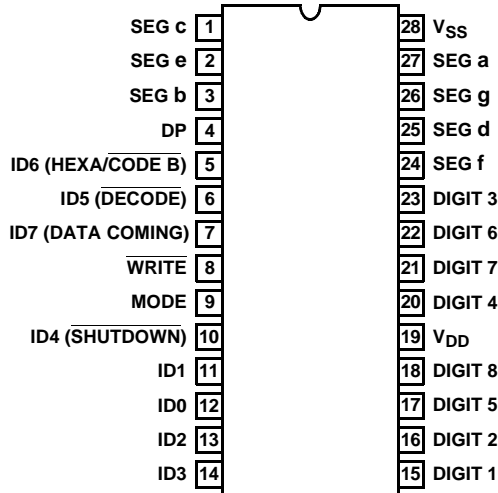 SEG c 1 28 VSS
SEG e 2 27 SEG a
SEG b 3 26 SEG g
DP 4 25 SEG d
ID6 (HEXA/CODE B) 5 24 SEG f
ID5 (DECODE) 6 23 DIGIT 3
ID7 (DATA COMING) 7 22 DIGIT 6
WRITE 8 21 DIGIT 7
MODE 9 20 DIGIT 4
ID4 (SHUTDOWN) 10 19 VDD
ID1 11 18 DIGIT 8
ID0 12 17 DIGIT 5
ID2 13 16 DIGIT 2
ID3 14 15 DIGIT 1